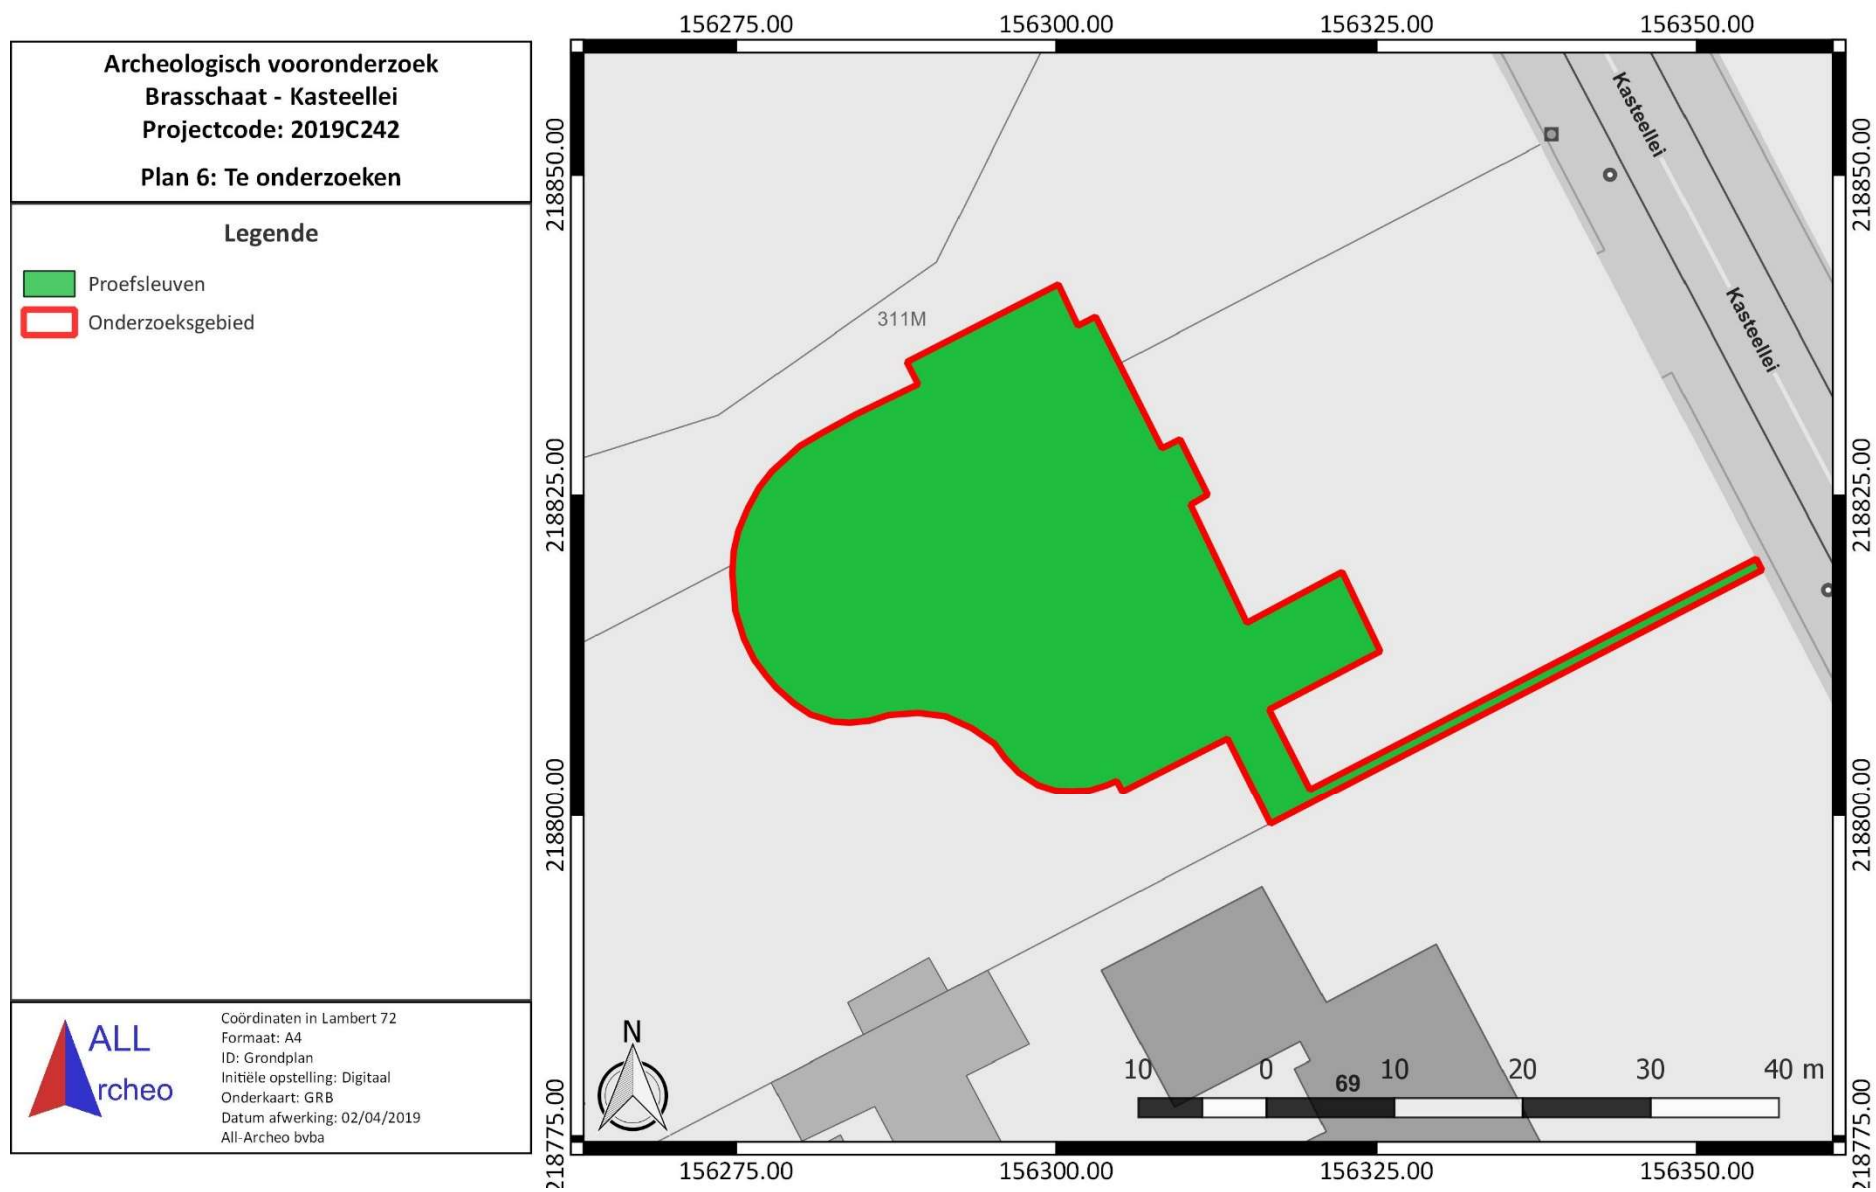 Archeologisch vooronderzoek
Brasschaat - Kasteellei
Projectcode: 2019C242
Plan 6: Te onderzoeken
Legende
Proefsleuven
Onderzoeksgebied
ALL
rcheo
Coördinaten in Lambert 72
Formaat: A4
ID: Grondplan
Initiële opstelling: Digitaal
Onderkaart: GRB
Datum afwerking: 02/04/2019
All-Archeo bvba
156275.00 156300.00 156325.00 156350.00
218850.00
218825.00
218800.00
218775.00
Kasteellei
Kasteellei
311M
N
10 0 10 20 30 40 m
69
218850.00
218825.00
218800.00
218775.00
156275.00 156300.00 156325.00 156350.00